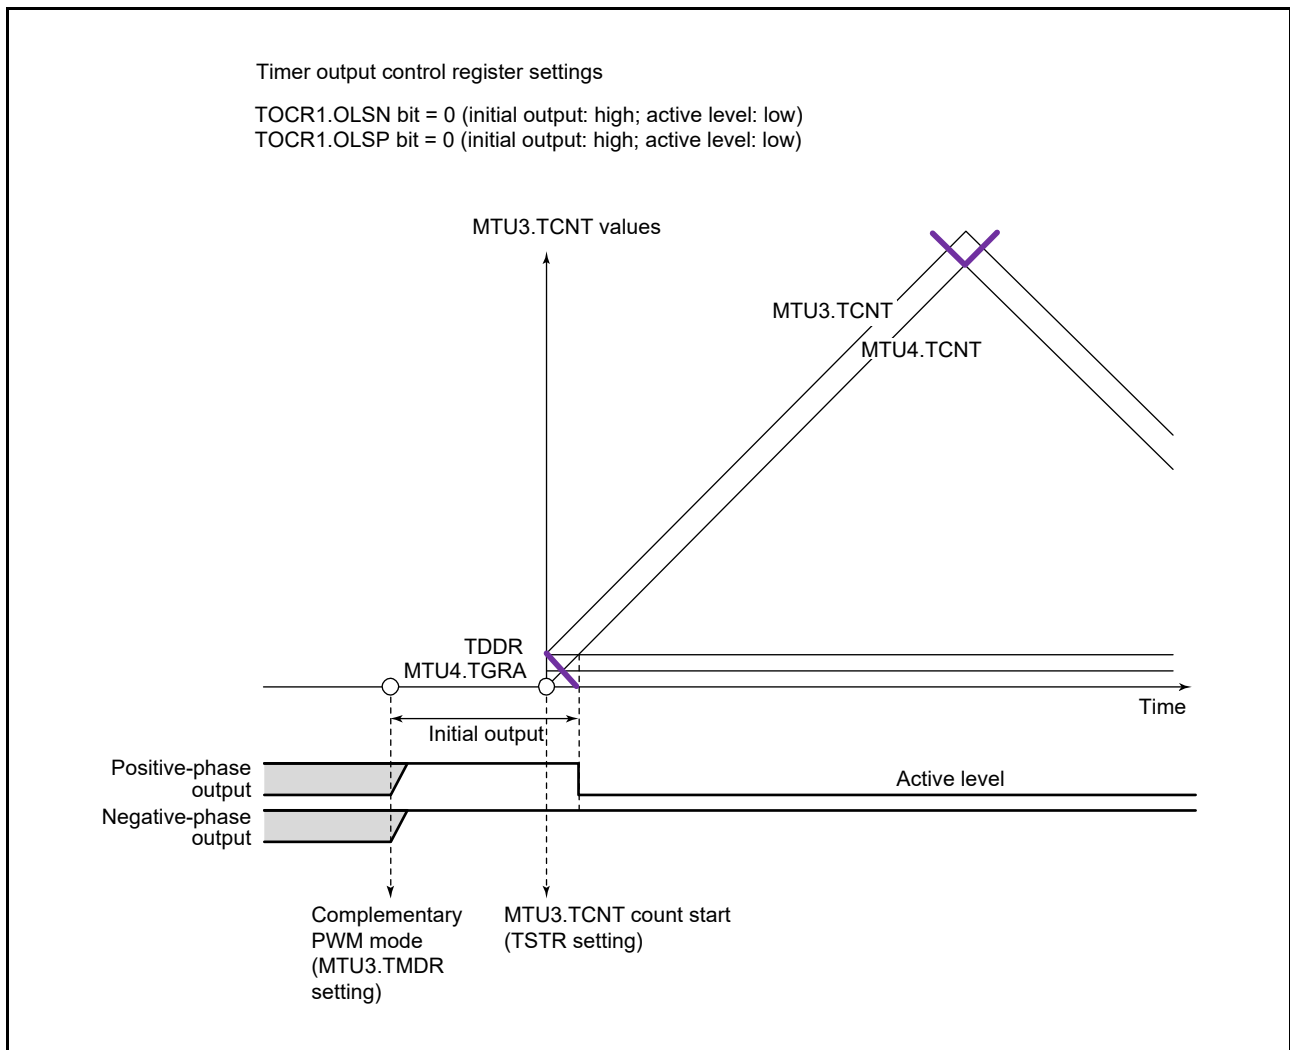 Timer output control register settings
TOCR1.OLSN bit = 0 (initial output: high; active level: low)
TOCR1.OLSP bit = 0 (initial output: high; active level: low)
MTU3.TCNT values
MTU3.TCNT
MTU4.TCNT
TDDR
MTU4.TGRA
Time
Initial output
Positive-phase
output
Active level
Negative-phase
output
Complementary
PWM mode
(MTU3.TMDR
setting)
MTU3.TCNT count start
(TSTR setting)